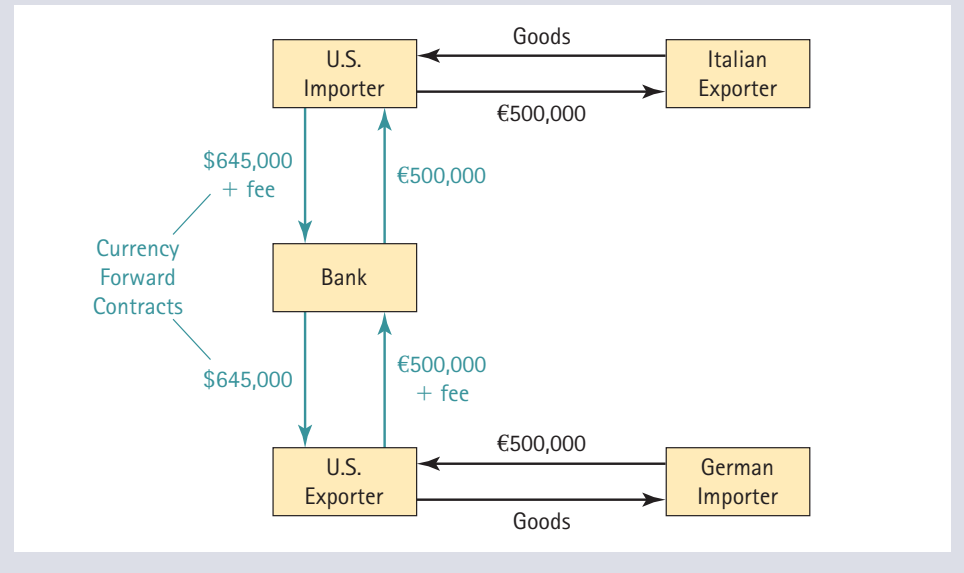 Goods
U.S.
Importer
Italian
Exporter
€500,000
$645,000
+ fee
€500,000
Currency
Forward
Contracts
Bank
$645,000
€500,000
+ fee
€500,000
U.S.
Exporter
German
Importer
Goods